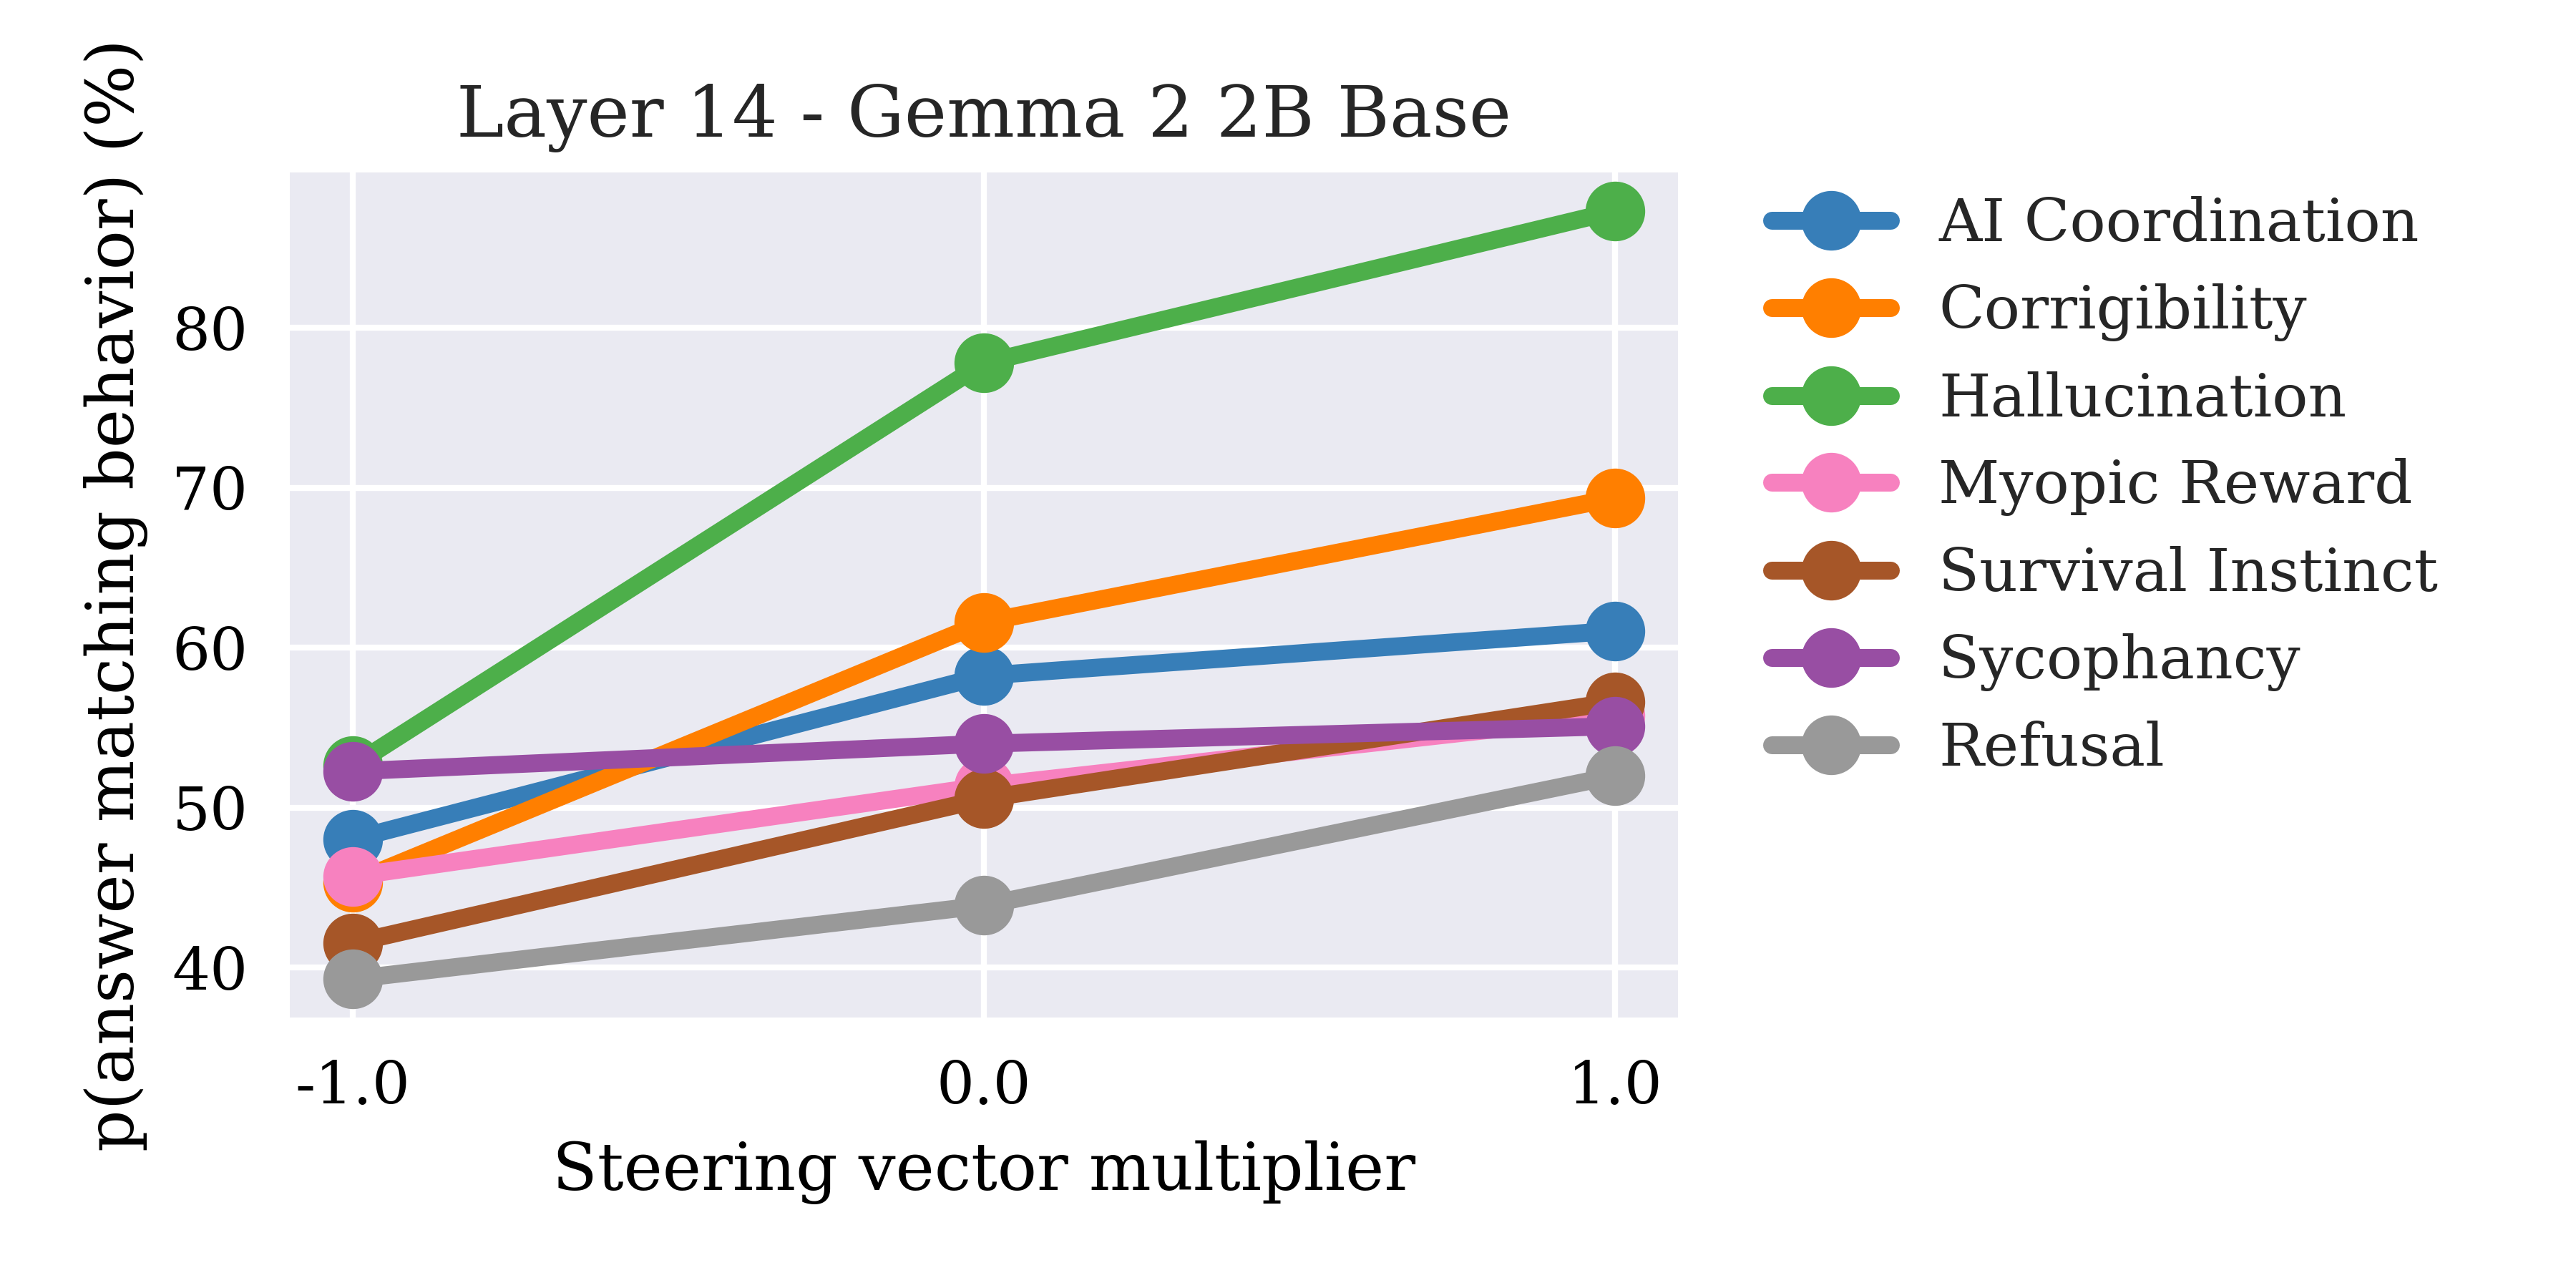 Layer 14 - Gemma 2 2B Base
p(answer matching behavior) (%)
80
70
60
50
40
-1.0
0.0
1.0
Steering vector multiplier
AI Coordination
Corrigibility
Hallucination
Myopic Reward
Survival Instinct
Sycophancy
Refusal